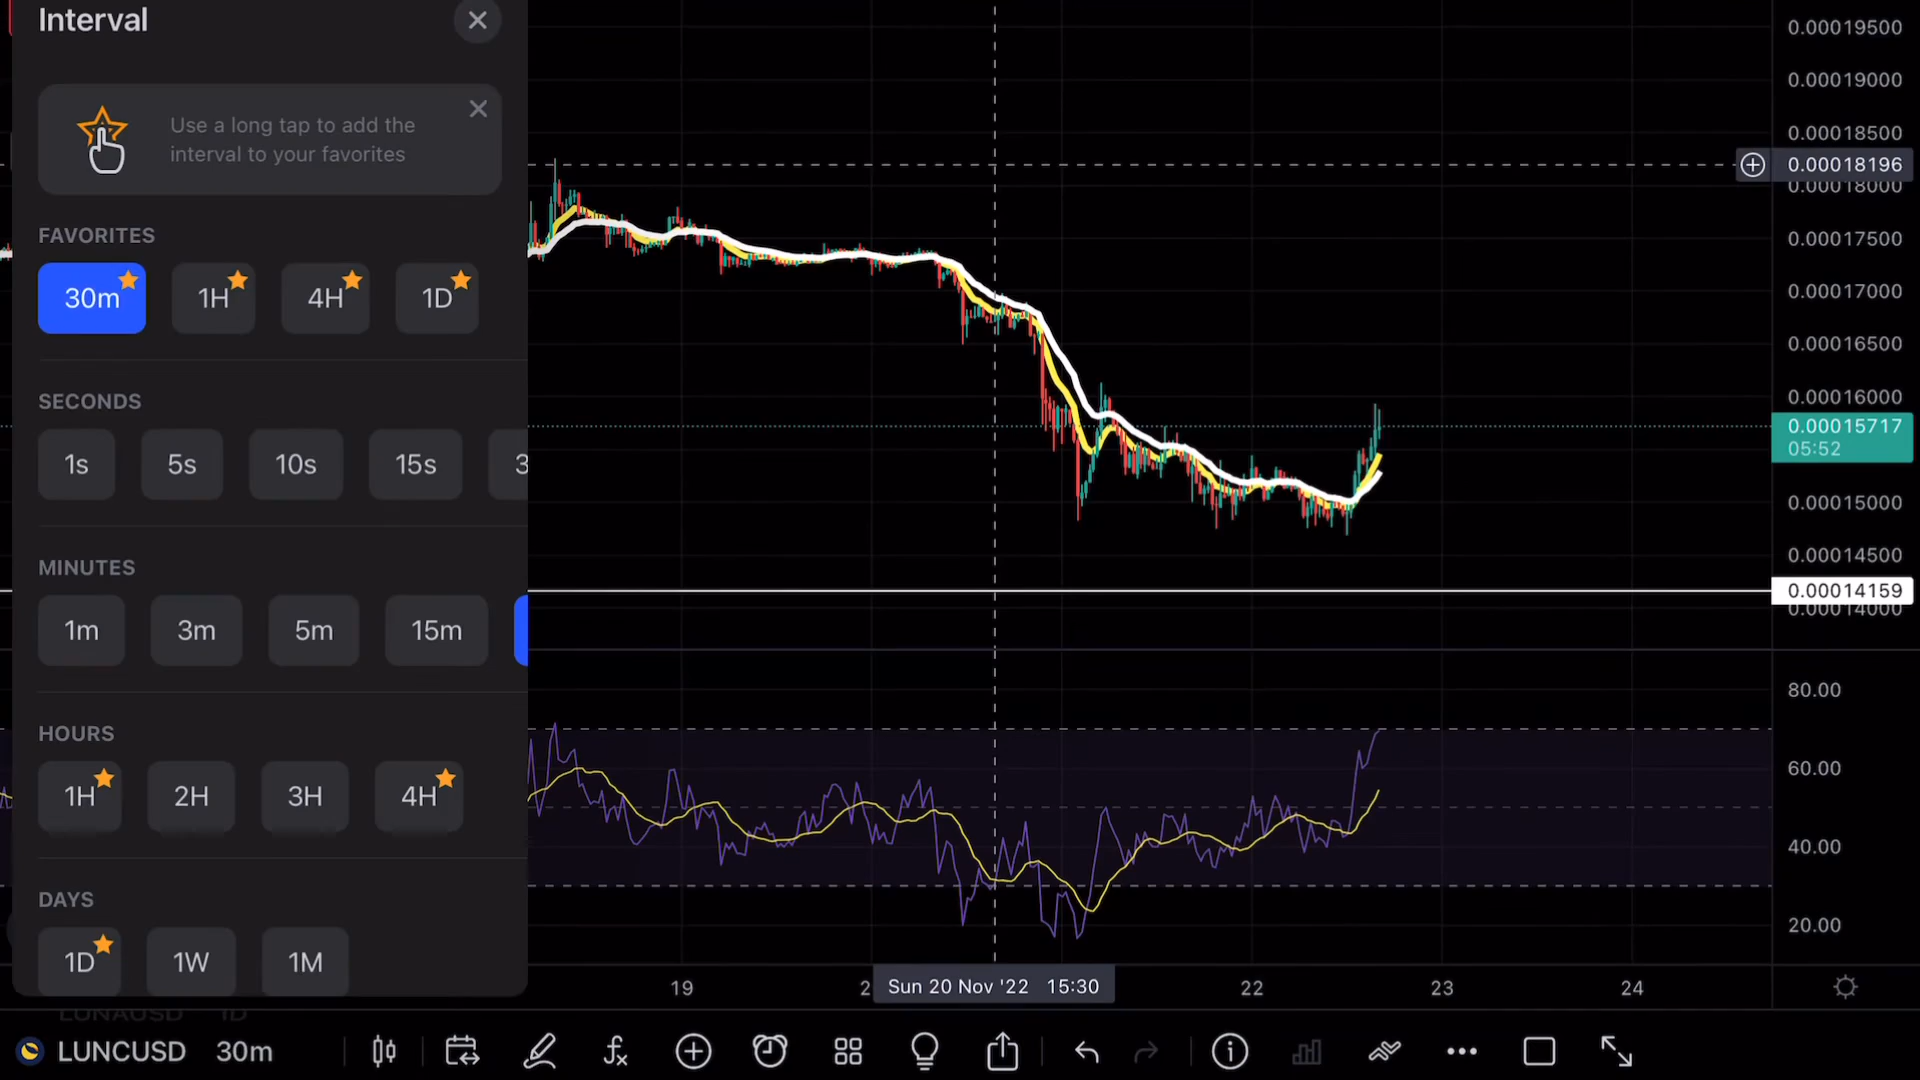 Interval
Use a long tap to add the
interval to your favorites
FAVORITES
30m 1H 4H 1D
SECONDS
1s 5s 10s 15s 3
MINUTES
1m 3m 5m 15m
HOURS
1H 2H 3H 4H
DAYS
1D 1W 1M
LUNAUSD 1D
LUNCUSD 30m
0.00019500
0.00019000
0.00018500
0.00018196
0.00018000
0.00017500
0.00017000
0.00016500
0.00016000
0.00015717
05:52
0.00015000
0.00014500
0.00014159
0.00014000
80.00
60.00
40.00
20.00
19 2 Sun 20 Nov '22 15:30 22 23 24